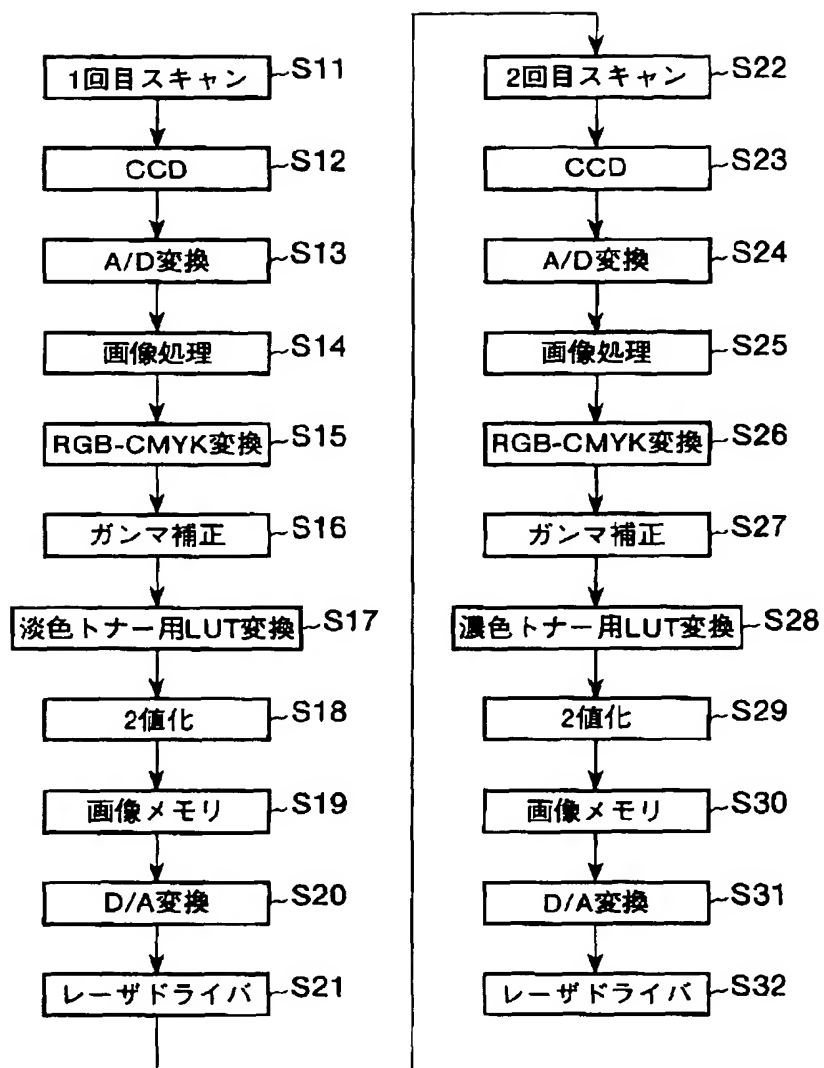 1回目スキャン S11
CCD S12
A/D変換 S13
画像処理 S14
RGB-CMYK変換 S15
ガンマ補正 S16
淡色トナー用LUT変換 S17
2値化 S18
画像メモリ S19
D/A変換 S20
レーザドライバ S21
2回目スキャン S22
CCD S23
A/D変換 S24
画像処理 S25
RGB-CMYK変換 S26
ガンマ補正 S27
濃色トナー用LUT変換 S28
2値化 S29
画像メモリ S30
D/A変換 S31
レーザドライバ S32